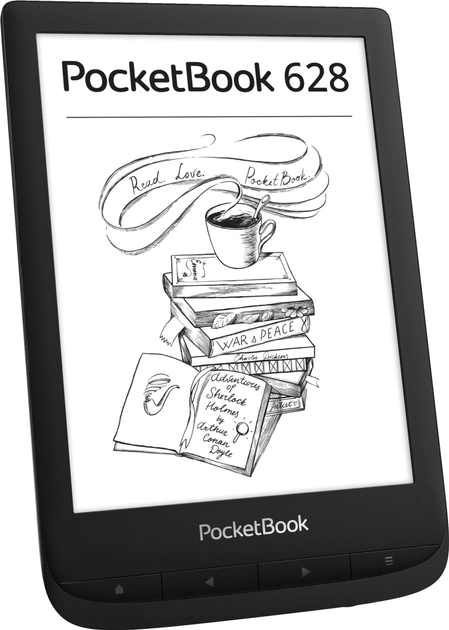 PocketBook 628
Read. Love. PocketBook.
WAR & PEACE
Charles Dickens
Adventures
of
Sherlock
Holmes
by
Arthur
Conan
Doyle
PocketBook